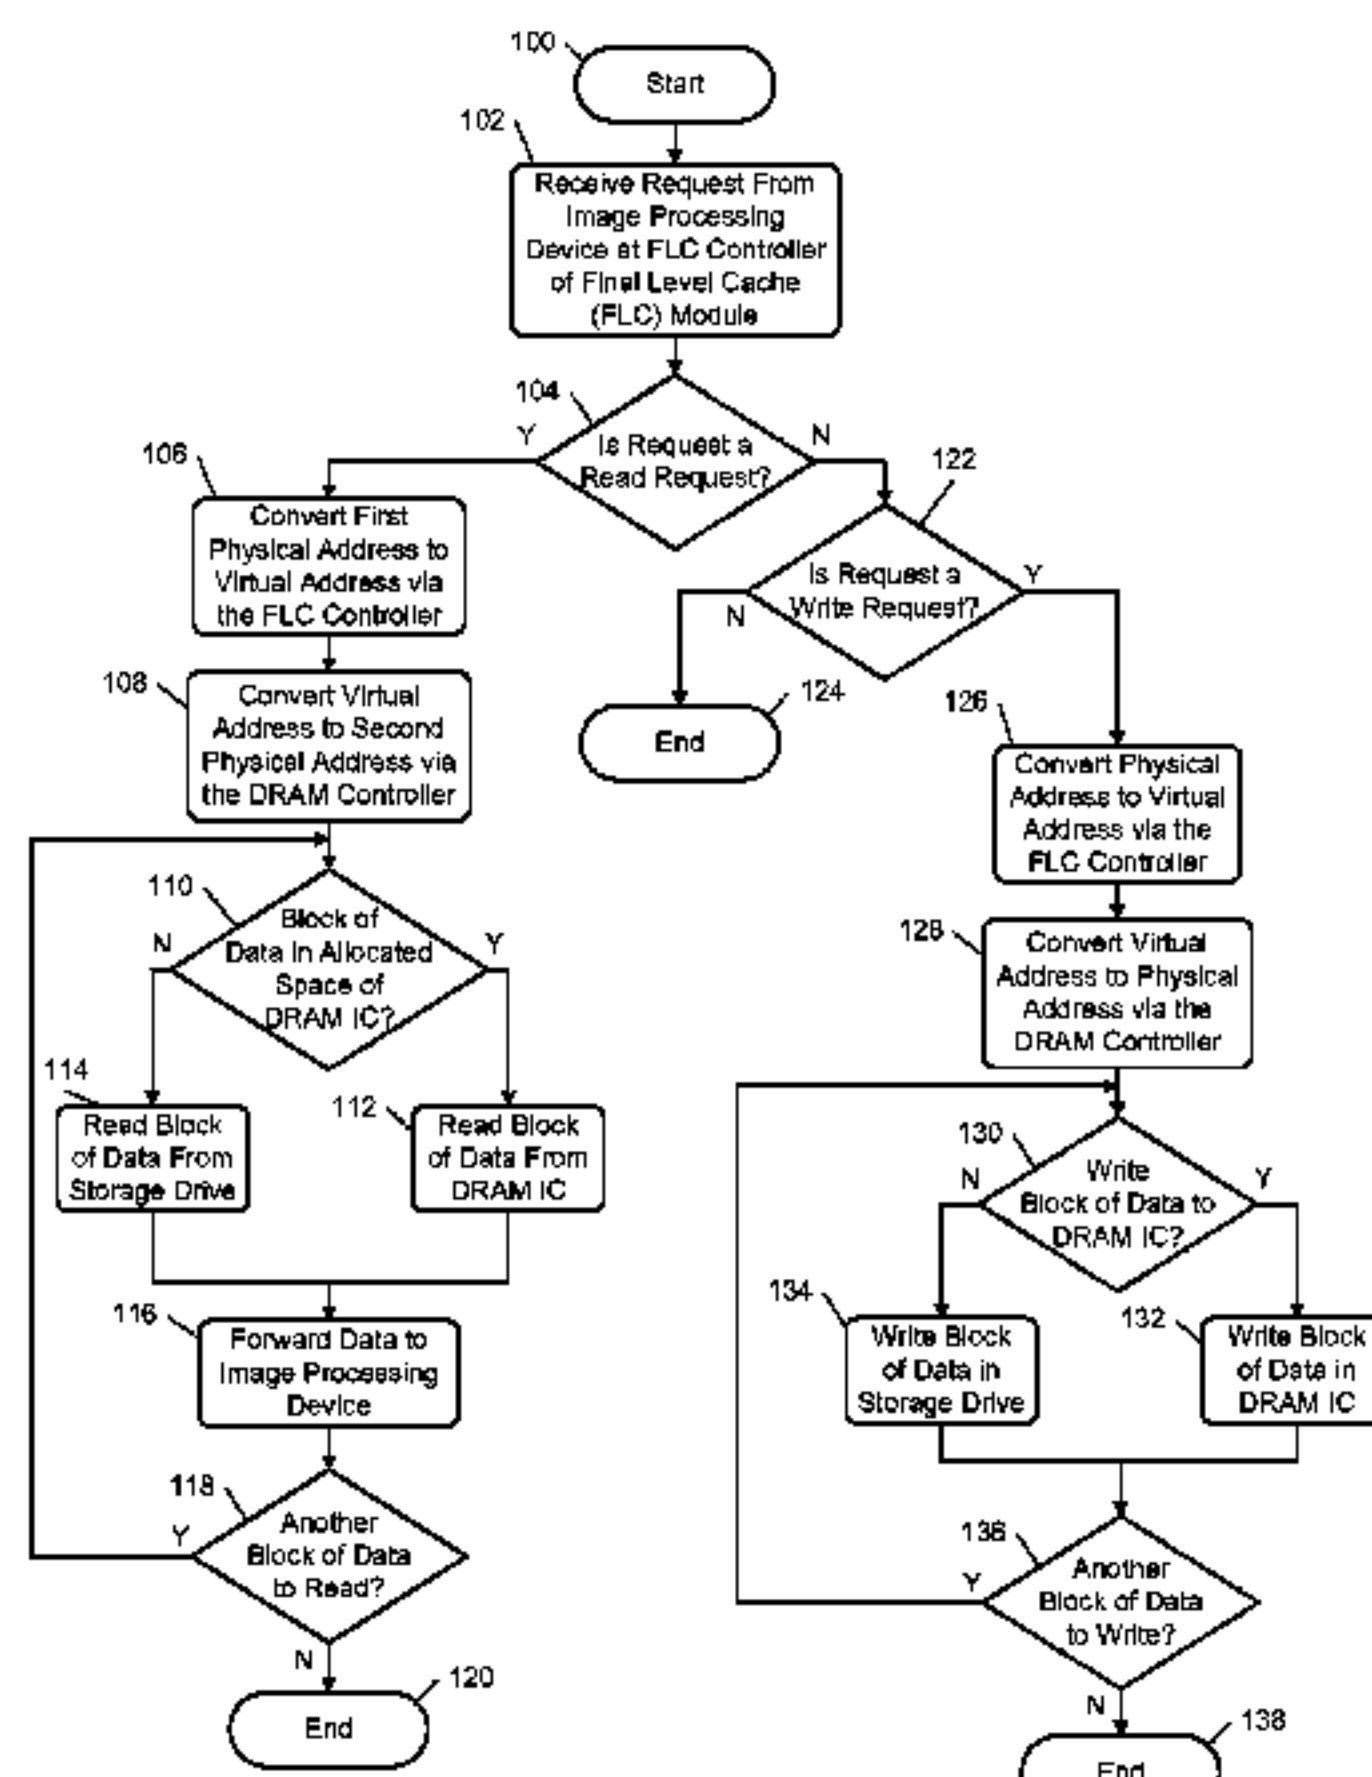 100
Start
102
Receive Request From
Image Processing
Device at FLC Controller
of Final Level Cache
(FLC) Module
104
Is Request a
Read Request?
Y
N
106
Convert First
Physical Address to
Virtual Address via
the FLC Controller
108
Convert Virtual
Address to Second
Physical Address via
the DRAM Controller
110
Block of
Data in Allocated
Space of
DRAM IC?
N
Y
114
Read Block
of Data From
Storage Drive
112
Read Block
of Data From
DRAM IC
116
Forward Data to
Image Processing
Device
118
Another
Block of Data
to Read?
Y
N
120
End
122
Is Request a
Write Request?
N
Y
124
End
126
Convert Physical
Address to Virtual
Address via the
FLC Controller
128
Convert Virtual
Address to Physical
Address via the
DRAM Controller
130
Write
Block of Data to
DRAM IC?
N
Y
134
Write Block
of Data in
Storage Drive
132
Write Block
of Data in
DRAM IC
136
Another
Block of Data
to Write?
Y
N
138
End